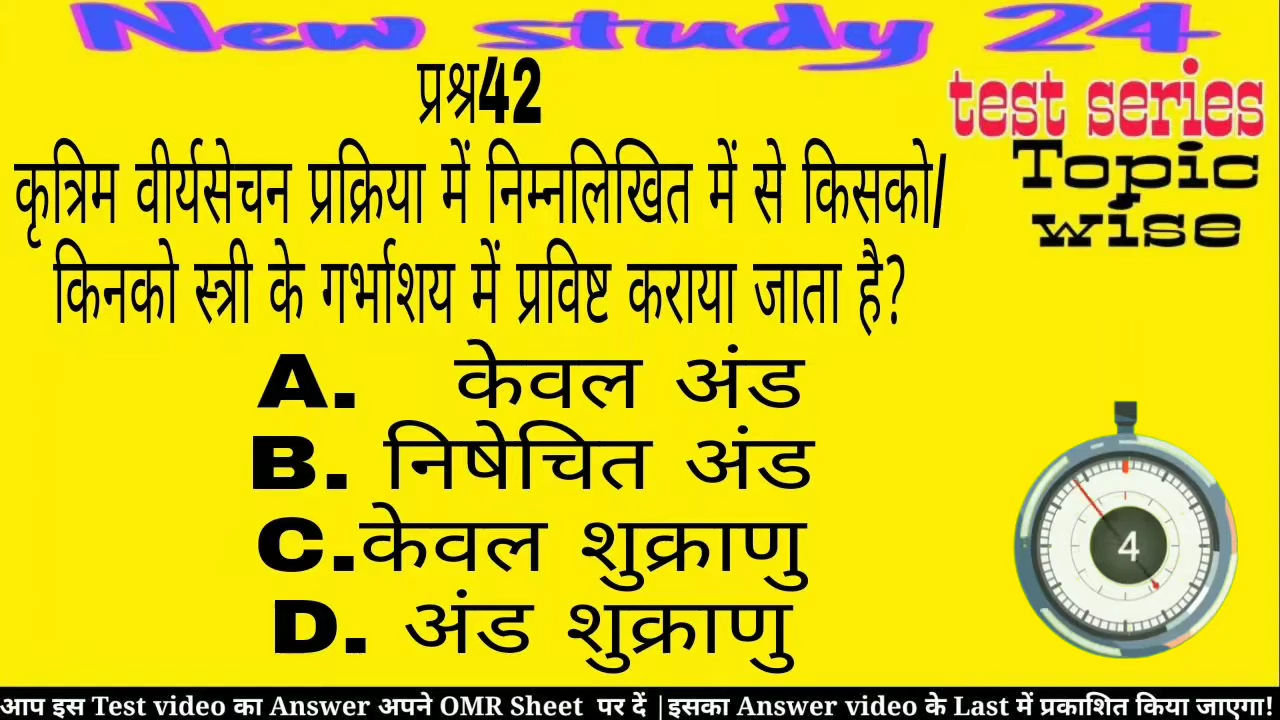 New study 24
test series
Topic
wise
प्रश्न42
कृत्रिम वीर्यसेचन प्रक्रिया में निम्नलिखित में से किसको/
किनको स्त्री के गर्भाशय में प्रविष्ट कराया जाता है?
A. केवल अंड
B. निषेचित अंड
C.केवल शुक्राणु
D. अंड शुक्राणु
4
आप इस Test video का Answer अपने OMR Sheet पर दें |इसका Answer video के Last में प्रकाशित किया जाएगा!